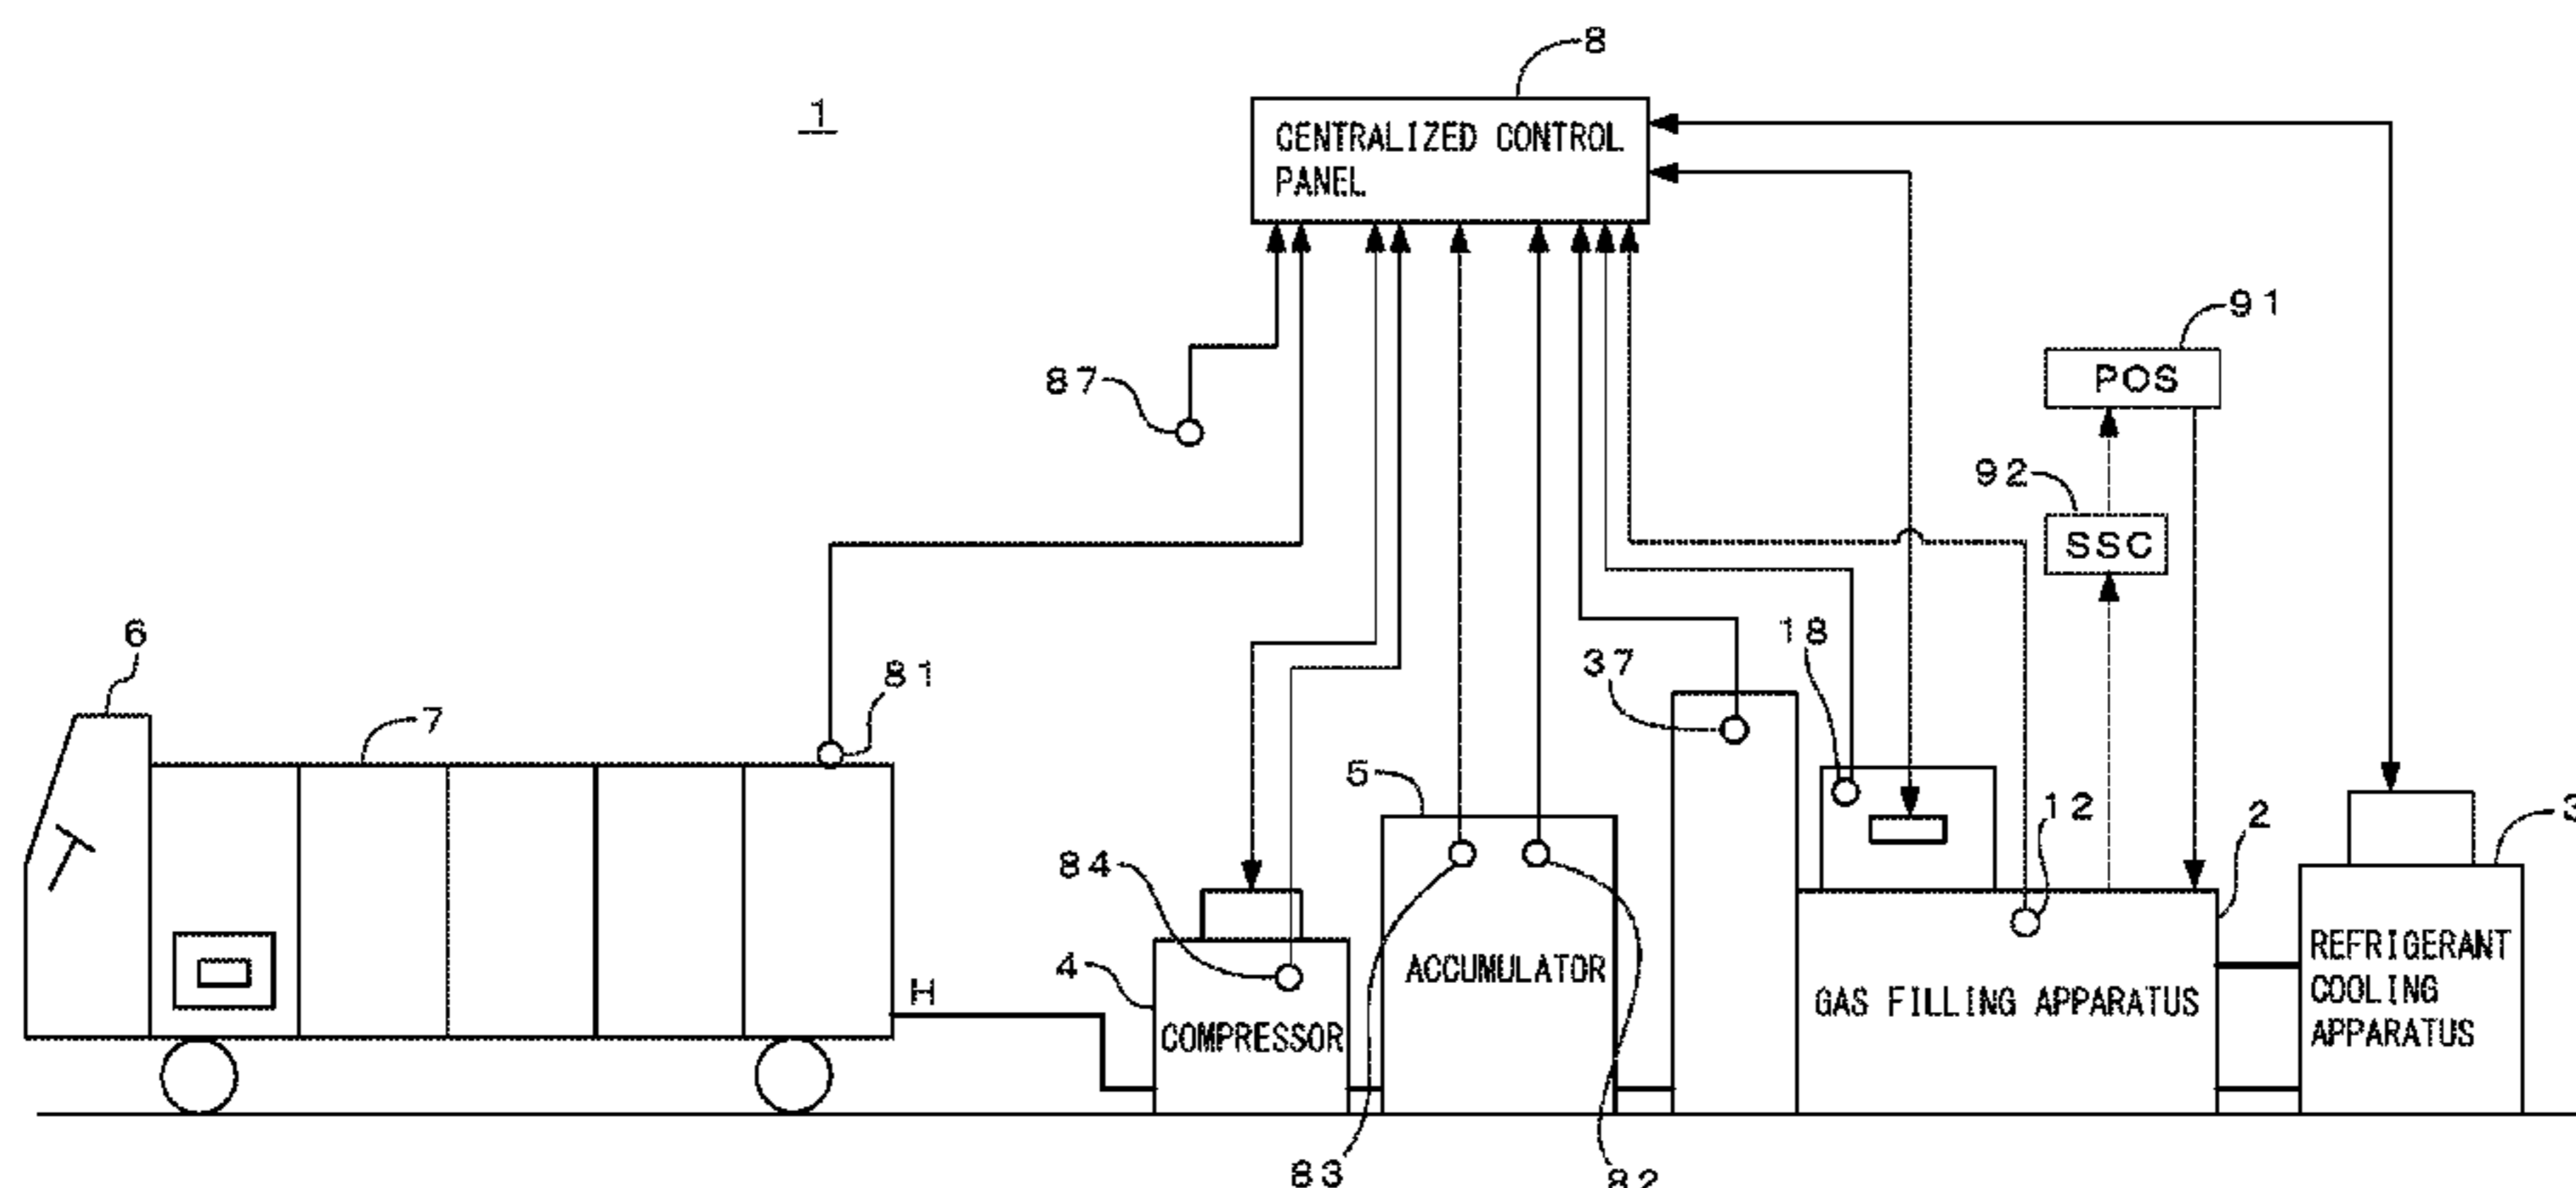 8
1
CENTRALIZED CONTROL
PANEL
91
POS
87
92
SSC
6
18
37
81
7
5
12
2
3
84
4
H
ACCUMULATOR
REFRIGERANT
COOLING
APPARATUS
GAS FILLING APPARATUS
COMPRESSOR
83
82